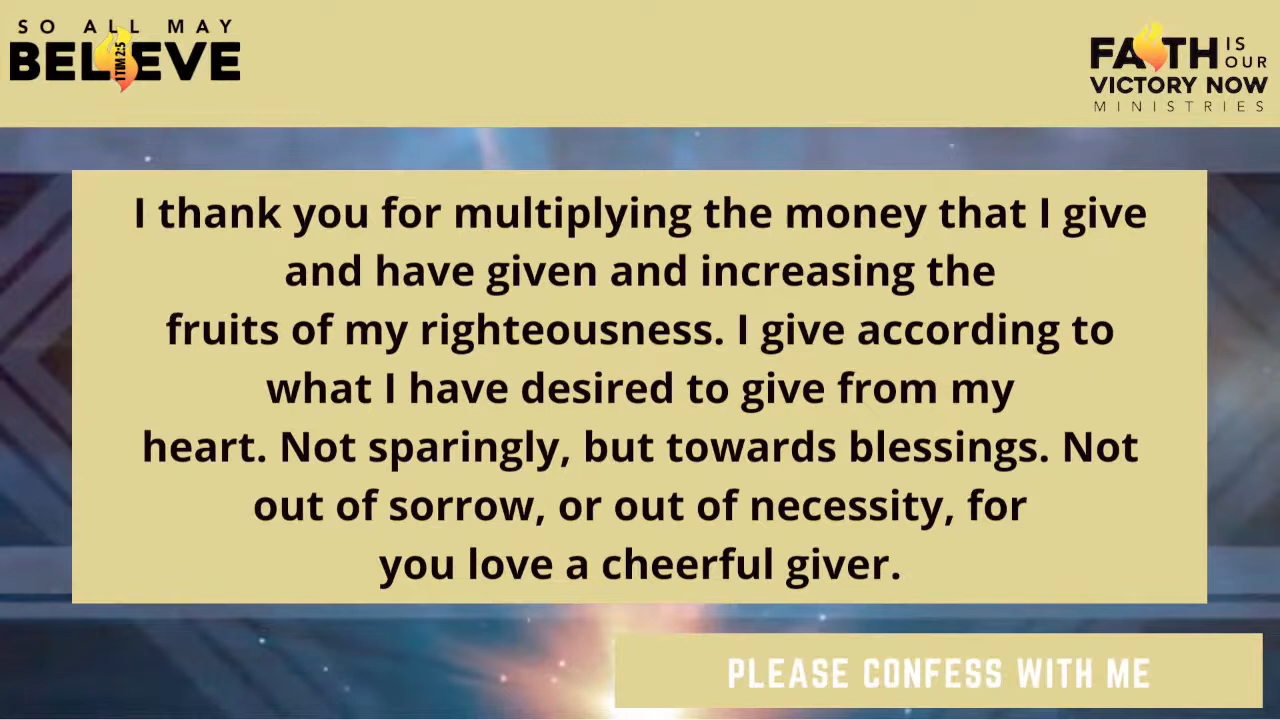 SO ALL MAY
BELIEVE
1 TIM 2:5
FAITH IS OUR
VICTORY NOW
MINISTRIES
I thank you for multiplying the money that I give
and have given and increasing the
fruits of my righteousness. I give according to
what I have desired to give from my
heart. Not sparingly, but towards blessings. Not
out of sorrow, or out of necessity, for
you love a cheerful giver.
PLEASE CONFESS WITH ME